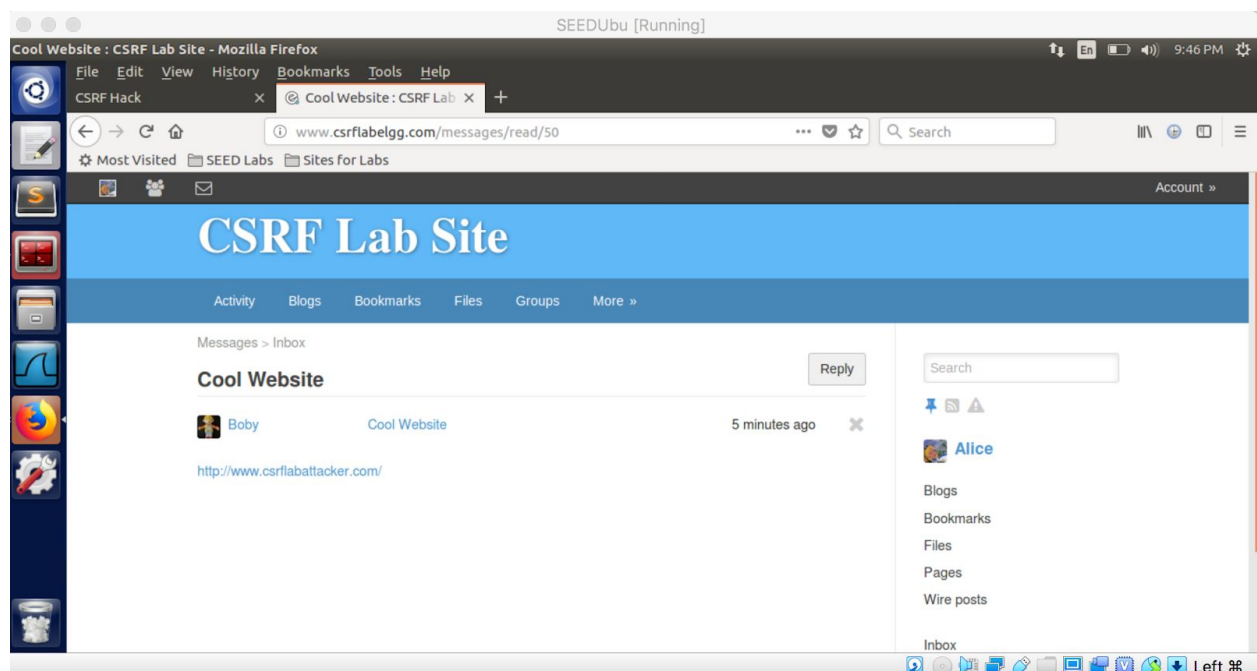 SEEDUbu [Running]
Cool Website : CSRF Lab Site - Mozilla Firefox En 9:46 PM
File Edit View History Bookmarks Tools Help
CSRF Hack Cool Website : CSRF Lab
www.csrflabelgg.com/messages/read/50 Search
Most Visited SEED Labs Sites for Labs
Account »
CSRF Lab Site
Activity Blogs Bookmarks Files Groups More »
Messages > Inbox
Reply
Search
Cool Website
Boby Cool Website 5 minutes ago
Alice
http://www.csrflabattacker.com/
Blogs
Bookmarks
Files
Pages
Wire posts
Inbox
Left ⌘